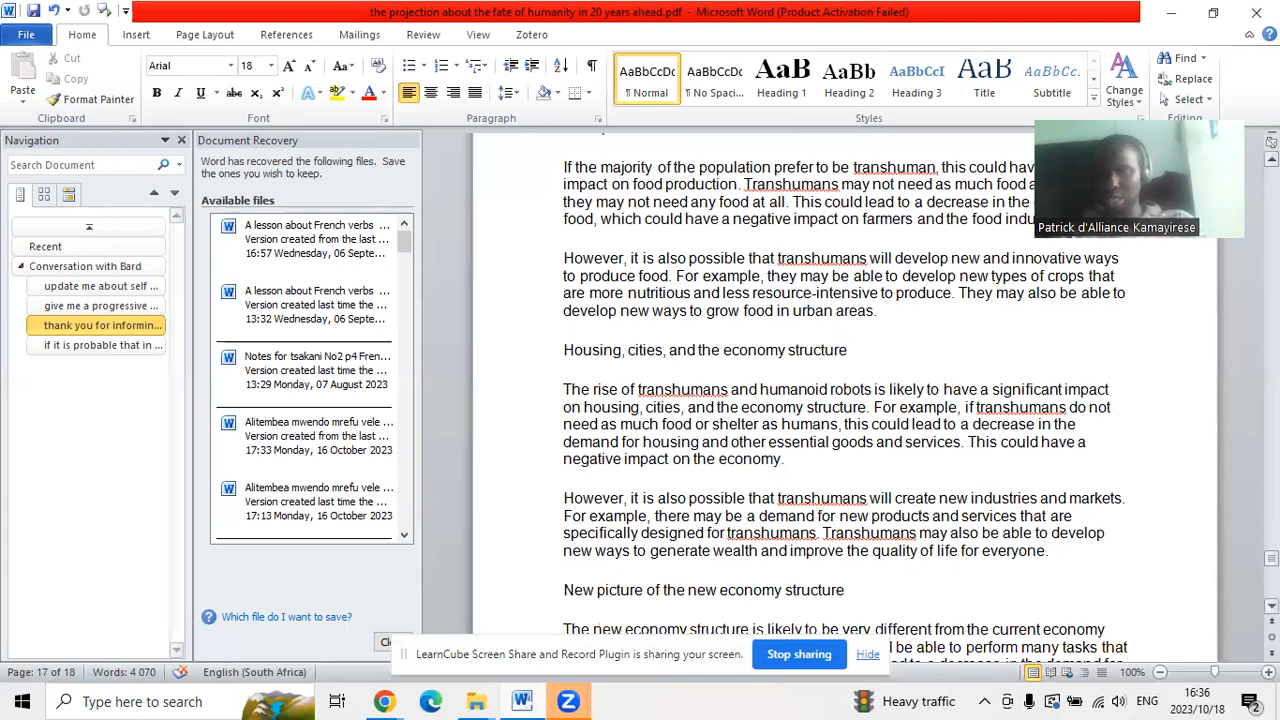 the projection about the fate of humanity in 20 years ahead.pdf - Microsoft Word (Product Activation Failed)
File Home Insert Page Layout References Mailings Review View Zotero
Cut
Copy
Format Painter
Paste
Clipboard
Arial 18
Font
Paragraph
AaBbCcDc AaBbCcDc AaB AaBbC AaBbCcI AaB AaBbCc.
¶ Normal ¶ No Spaci... Heading 1 Heading 2 Heading 3 Title Subtitle
Styles
Change
Styles
Find
Replace
Select
Editing
Navigation
Search Document
Recent
Conversation with Bard
update me about self ...
give me a progressive ...
thank you for informin...
if it is probable that in ...
Document Recovery
Word has recovered the following files. Save
the ones you wish to keep.
Available files
A lesson about French verbs ...
Version created from the last ...
16:57 Wednesday, 06 Septe...
A lesson about French verbs ...
Version created last time the ...
13:32 Wednesday, 06 Septe...
Notes for tsakani No2 p4 Fren...
Version created last time the ...
13:29 Monday, 07 August 2023
Alitembea mwendo mrefu vele ...
Version created from the last ...
17:33 Monday, 16 October 2023
Alitembea mwendo mrefu vele ...
Version created last time the ...
17:13 Monday, 16 October 2023
Which file do I want to save?
If the majority of the population prefer to be transhuman, this could hav
impact on food production. Transhumans may not need as much food a
they may not need any food at all. This could lead to a decrease in the
food, which could have a negative impact on farmers and the food indu
However, it is also possible that transhumans will develop new and innovative ways
to produce food. For example, they may be able to develop new types of crops that
are more nutritious and less resource-intensive to produce. They may also be able to
develop new ways to grow food in urban areas.
Housing, cities, and the economy structure
The rise of transhumans and humanoid robots is likely to have a significant impact
on housing, cities, and the economy structure. For example, if transhumans do not
need as much food or shelter as humans, this could lead to a decrease in the
demand for housing and other essential goods and services. This could have a
negative impact on the economy.
However, it is also possible that transhumans will create new industries and markets.
For example, there may be a demand for new products and services that are
specifically designed for transhumans. Transhumans may also be able to develop
new ways to generate wealth and improve the quality of life for everyone.
New picture of the new economy structure
The new economy structure is likely to be very different from the current economy
l be able to perform many tasks that
Patrick d'Alliance Kamayirese
LearnCube Screen Share and Record Plugin is sharing your screen. Stop sharing Hide
Page: 17 of 18 Words: 4 070 English (South Africa) 100%
Type here to search
Heavy traffic
ENG
16:36
2023/10/18
2